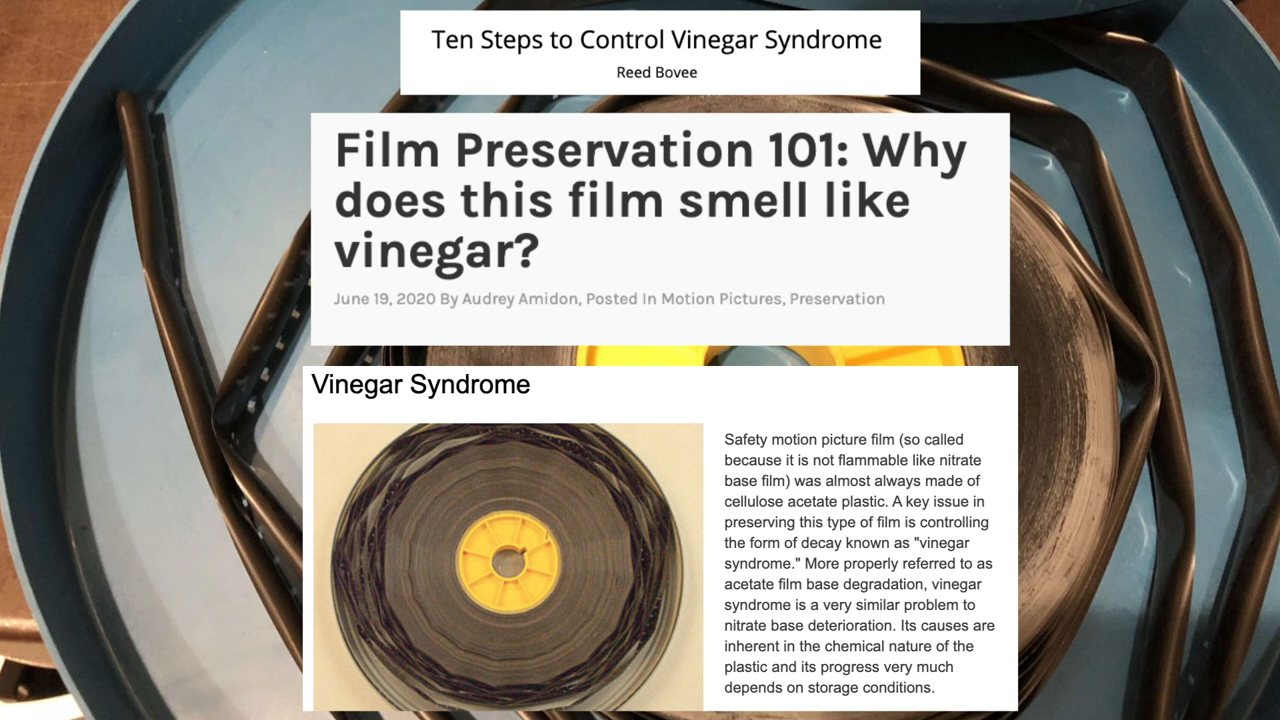 Ten Steps to Control Vinegar Syndrome
Reed Bovee
Film Preservation 101: Why
does this film smell like
vinegar?
June 19, 2020 By Audrey Amidon, Posted In Motion Pictures, Preservation
Vinegar Syndrome
Safety motion picture film (so called
because it is not flammable like nitrate
base film) was almost always made of
cellulose acetate plastic. A key issue in
preserving this type of film is controlling
the form of decay known as "vinegar
syndrome." More properly referred to as
acetate film base degradation, vinegar
syndrome is a very similar problem to
nitrate base deterioration. Its causes are
inherent in the chemical nature of the
plastic and its progress very much
depends on storage conditions.